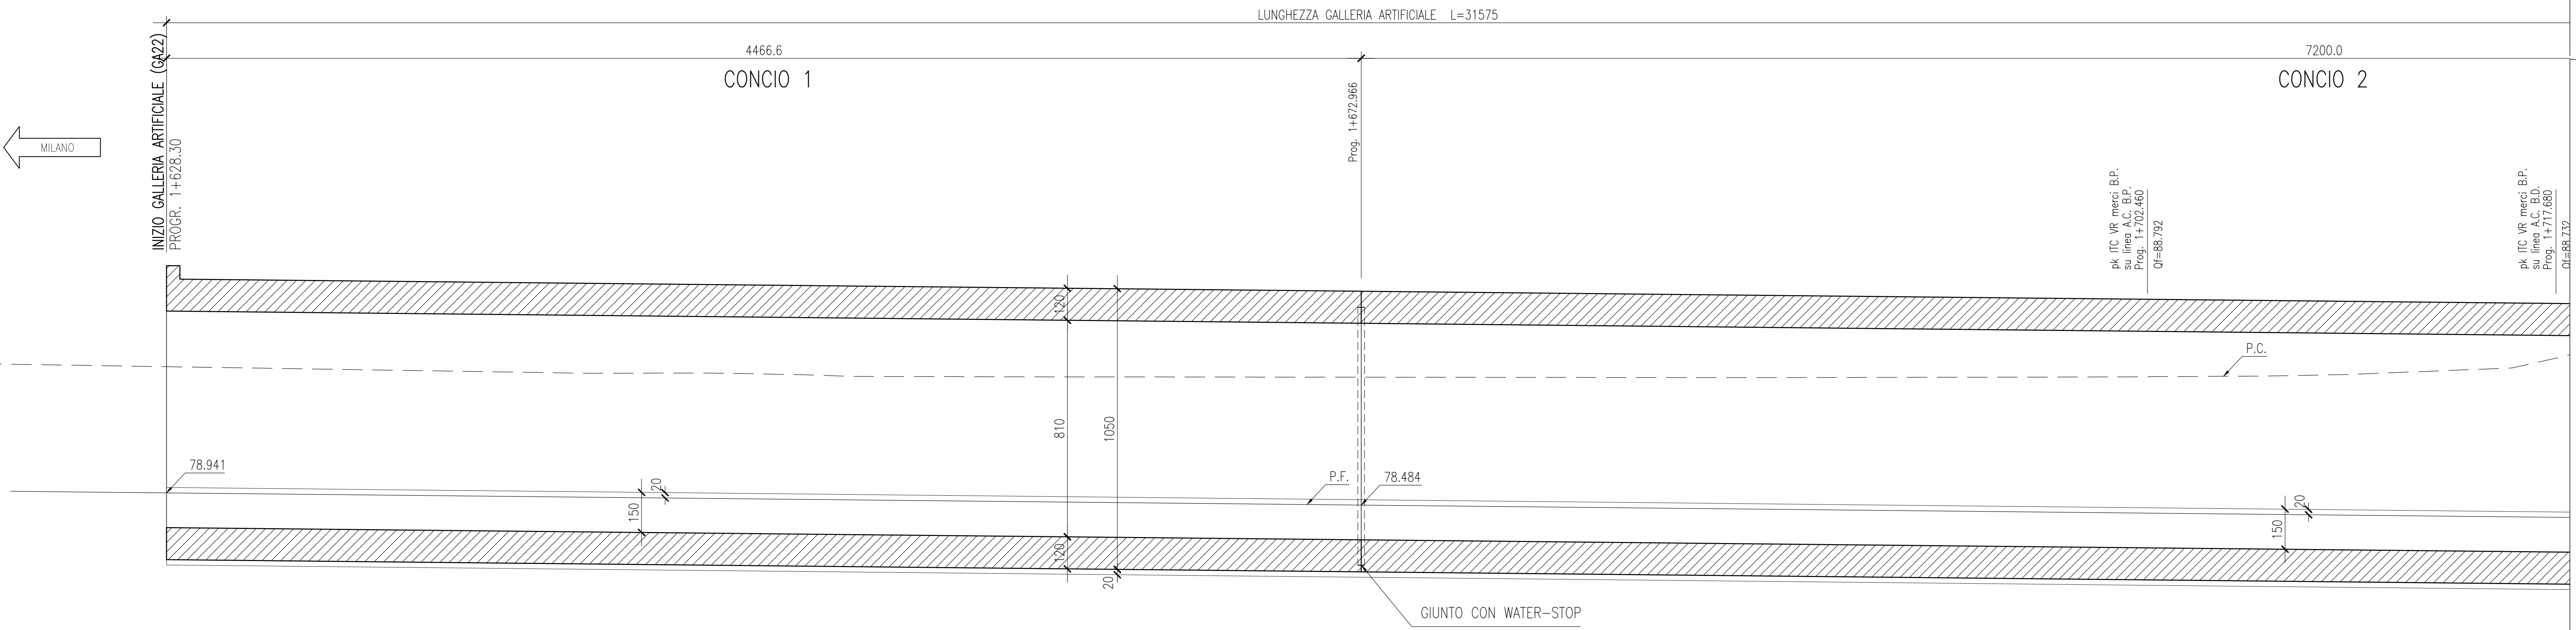 LUNGHEZZA GALLERIA ARTIFICIALE L=31575
4466.6
7200.0
CONCIO 1
CONCIO 2
INIZIO GALLERIA ARTIFICIALE (GA22)
PROGR. 1+628.30
Prog. 1+672.966
MILANO
pk ITC VR merci B.P.
su linea A.C. B.P.
Prog. 1+702.460
Qf=88.792
pk ITC VR merci B.P.
su linea A.C. B.D.
Prog. 1+717.680
Qf=88.732
120
P.C.
810
1050
78.941
20
150
P.F.
78.484
20
150
120
20
GIUNTO CON WATER-STOP